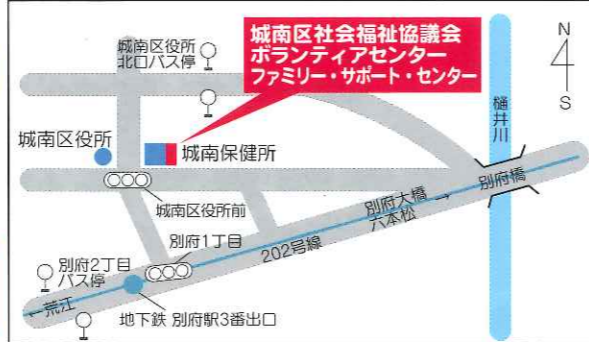 城南区社会福祉協議会
ボランティアセンター
ファミリー・サポート・センター
N
S
城南区役所
北口バス停
樋井川
城南区役所
城南保健所
城南区役所前
別府橋
別府大橋
六本松
→
202号線
別府1丁目
別府2丁目
バス停
←荒江
地下鉄 別府駅3番出口